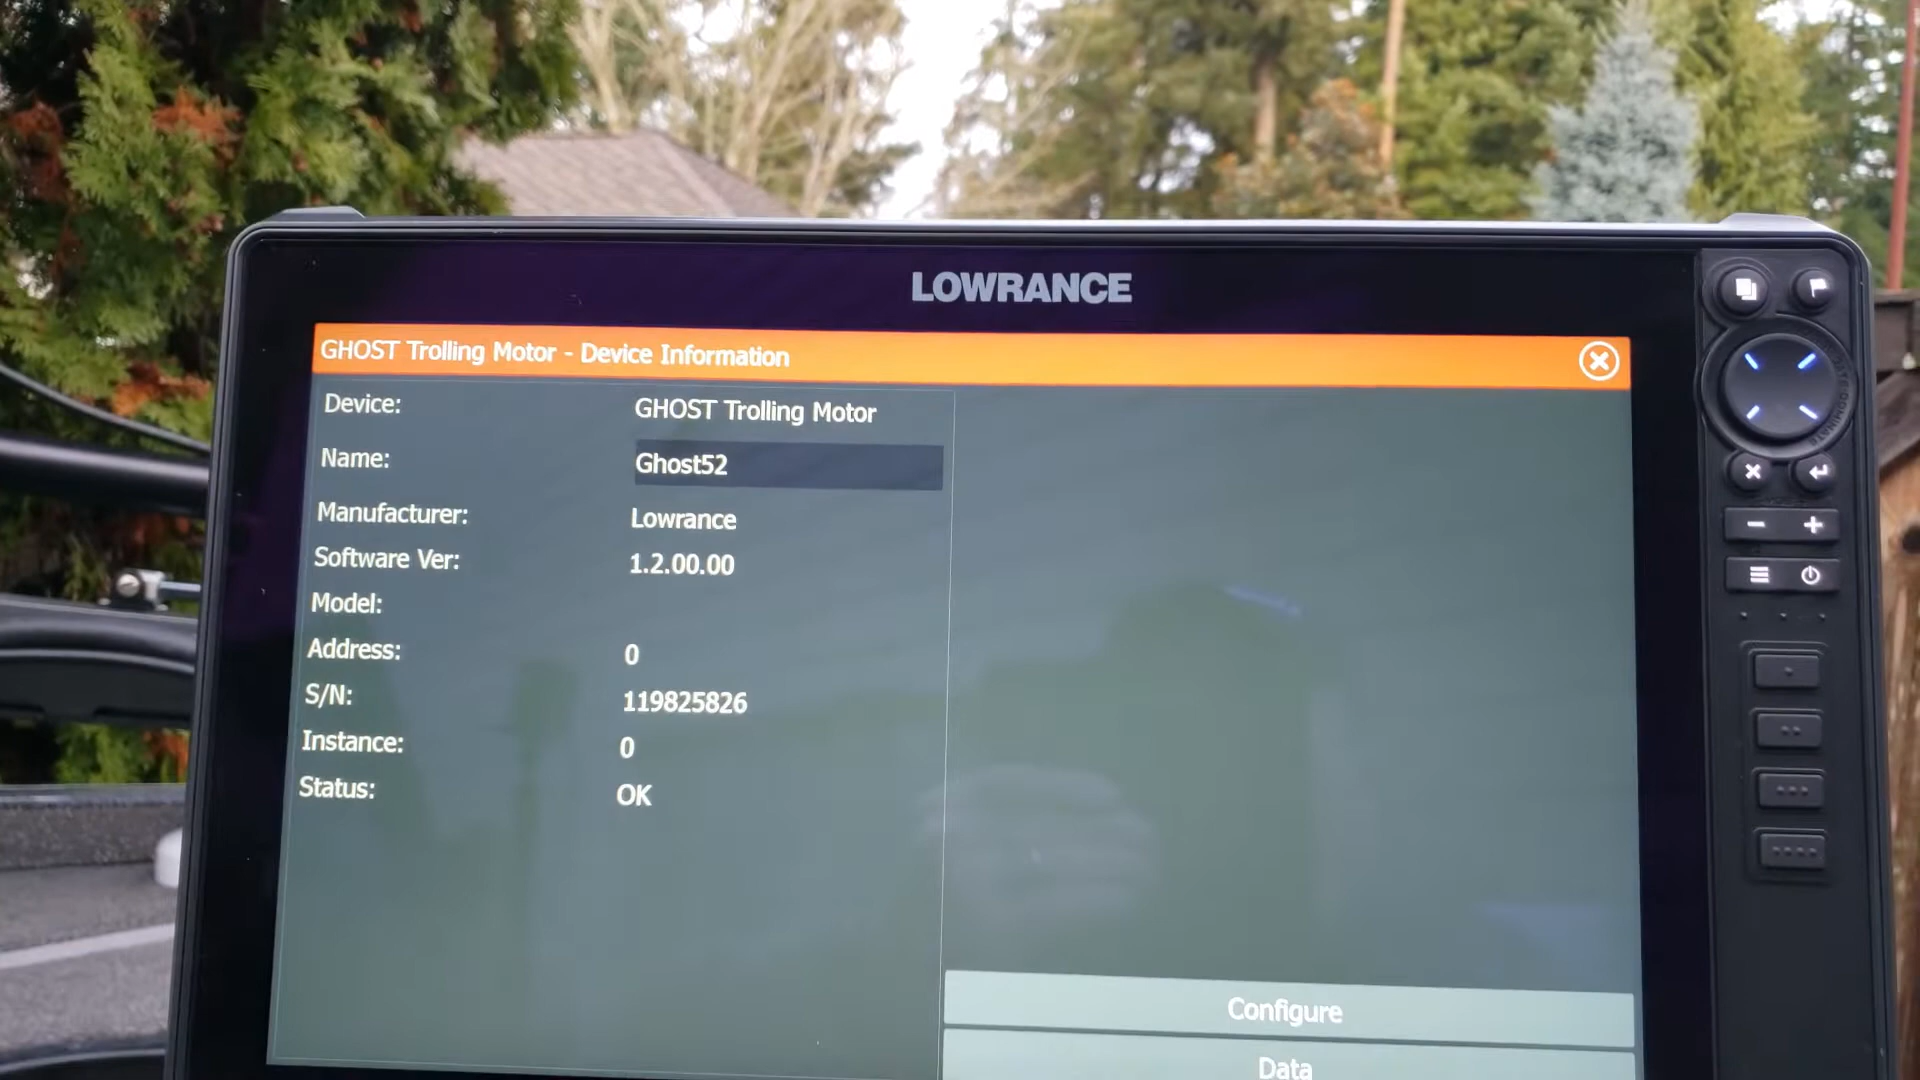 LOWRANCE
GHOST Trolling Motor - Device Information
Device: GHOST Trolling Motor
Name: Ghost52
Manufacturer: Lowrance
Software Ver: 1.2.00.00
Model:
Address: 0
S/N: 119825826
Instance: 0
Status: OK
Configure
Data